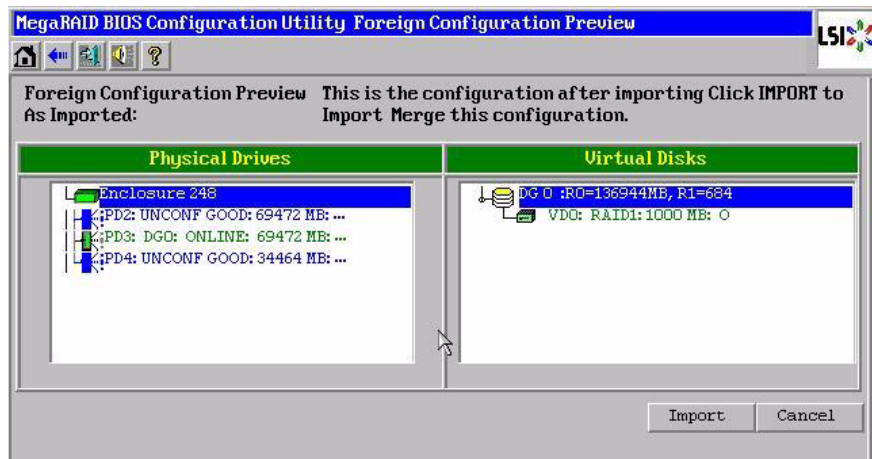 MegaRAID BIOS Configuration Utility Foreign Configuration Preview
LSI
?
Foreign Configuration Preview This is the configuration after importing Click IMPORT to
As Imported: Import Merge this configuration.
Physical Drives Virtual Disks
Enclosure 248
PD2: UNCONF GOOD: 69472 MB: ...
PD3: DG0: ONLINE: 69472 MB: ...
PD4: UNCONF GOOD: 34464 MB: ...
DG 0 :R0=136944MB, R1=684
VD0: RAID1: 1000 MB: O
Import Cancel